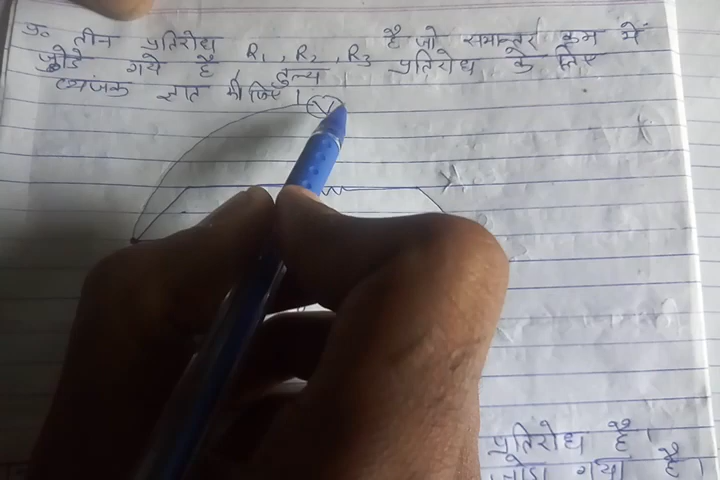 प्र० तीन प्रतिरोध R1, R2, R3 है जो समान्तर क्रम में
जुड़े गये है, तुल्य प्रतिरोध के लिए
व्यंजक ज्ञात कीजिए।
V
प्रतिरोध है।
जोड़ा गया है।